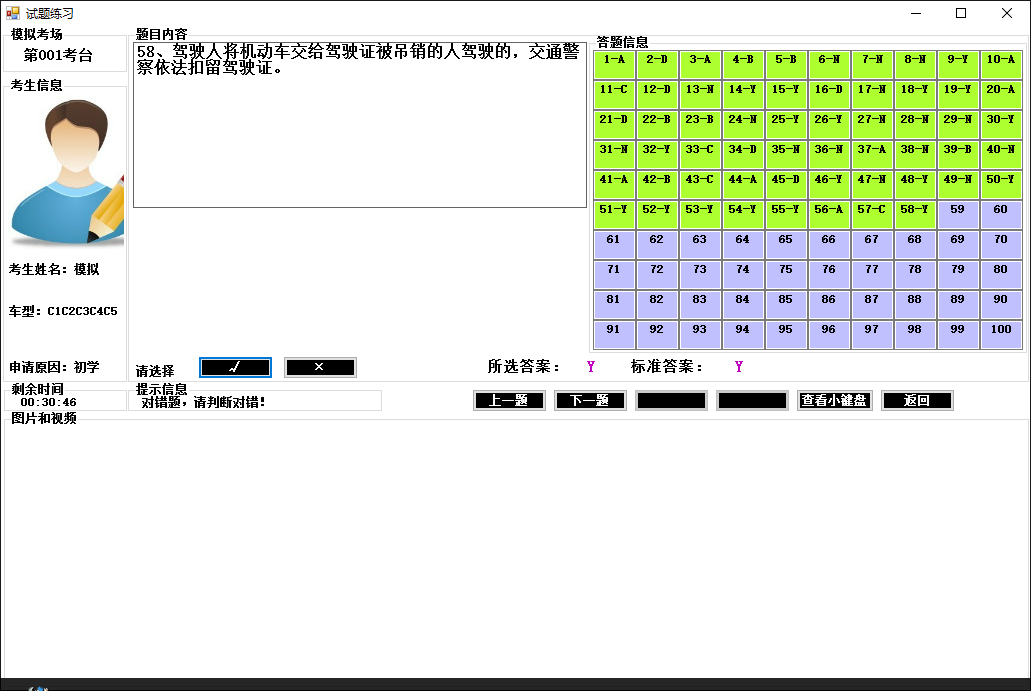 试题练习
模拟考场
第001考台
考生信息
考生姓名：模拟
车型：C1C2C3C4C5
申请原因：初学
剩余时间
00:30:46
题目内容
58、驾驶人将机动车交给驾驶证被吊销的人驾驶的，交通警
察依法扣留驾驶证。
请选择 √ ×
所选答案： Y 标准答案： Y
提示信息
对错题，请判断对错！
答题信息
1-A 2-D 3-A 4-B 5-B 6-N 7-N 8-N 9-Y 10-A
11-C 12-D 13-N 14-Y 15-Y 16-D 17-N 18-Y 19-Y 20-A
21-D 22-B 23-B 24-N 25-Y 26-Y 27-N 28-N 29-N 30-Y
31-N 32-Y 33-C 34-D 35-N 36-N 37-A 38-N 39-B 40-N
41-A 42-B 43-C 44-A 45-D 46-Y 47-N 48-Y 49-N 50-Y
51-Y 52-Y 53-Y 54-Y 55-Y 56-A 57-C 58-Y 59 60
61 62 63 64 65 66 67 68 69 70
71 72 73 74 75 76 77 78 79 80
81 82 83 84 85 86 87 88 89 90
91 92 93 94 95 96 97 98 99 100
上一题 下一题 查看小键盘 返回
图片和视频